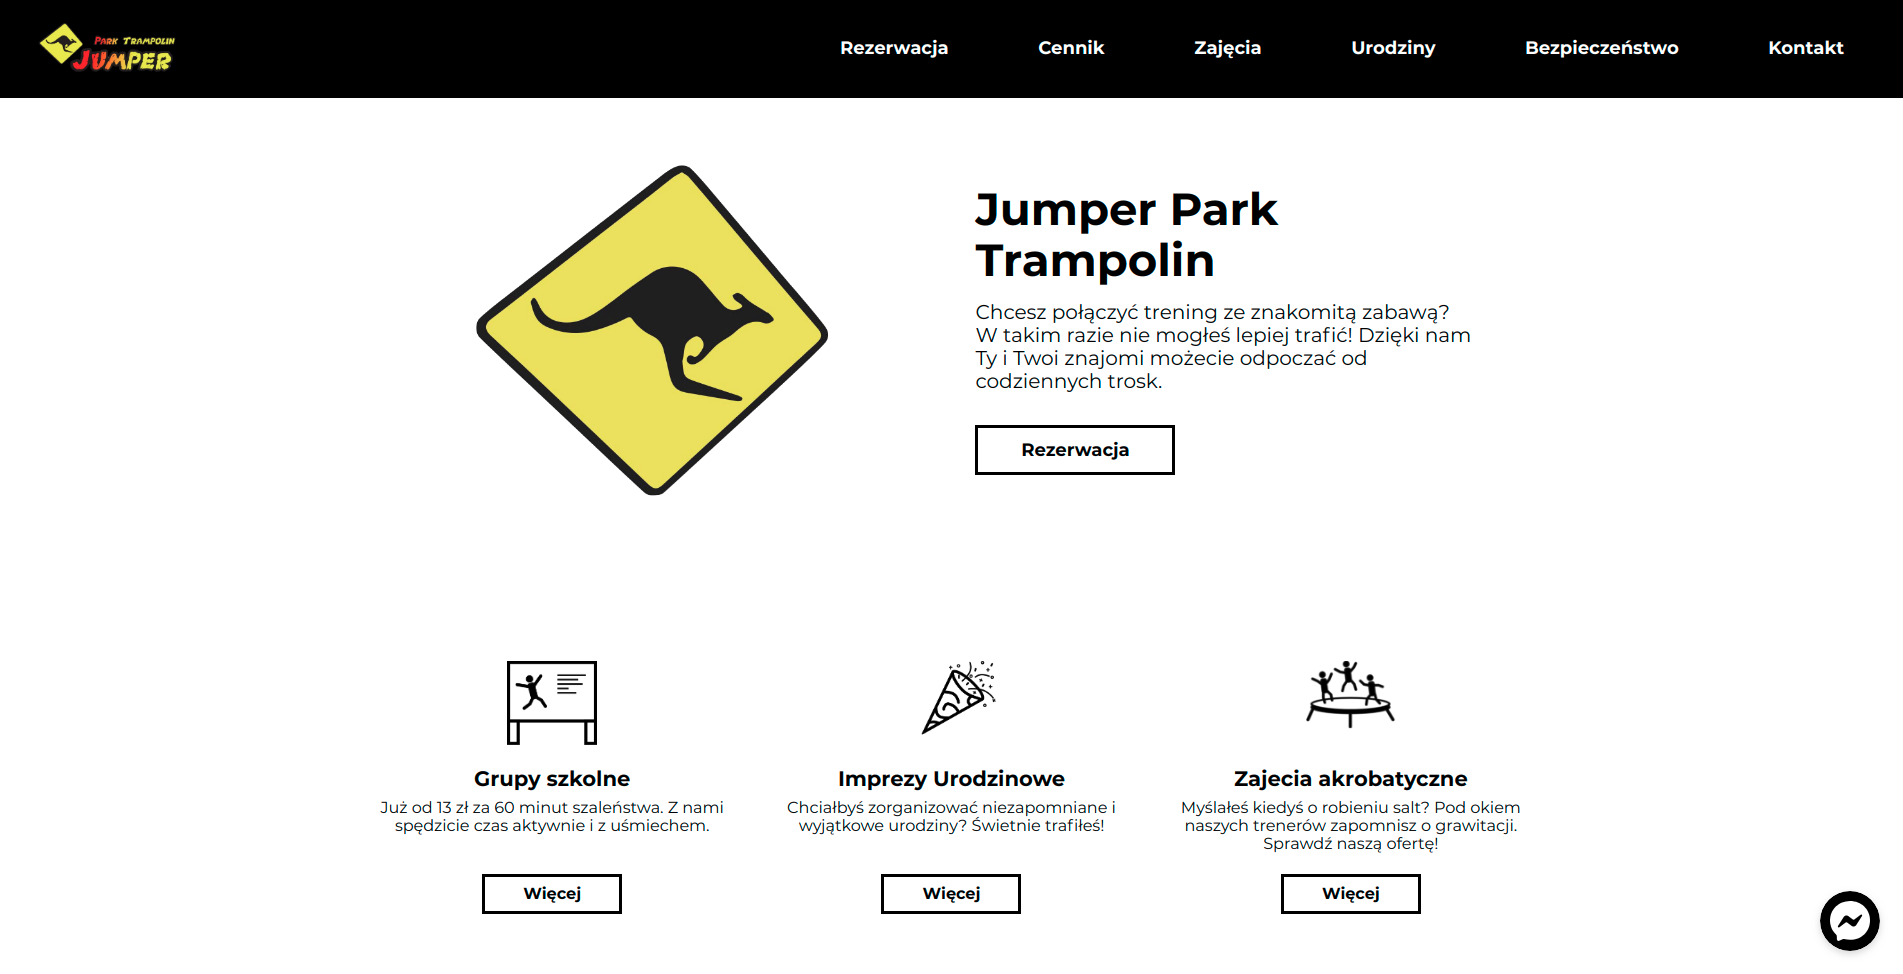 Park Trampolin
Jumper
Rezerwacja
Cennik
Zajęcia
Urodziny
Bezpieczeństwo
Kontakt
Jumper Park
Trampolin
Chcesz połączyć trening ze znakomitą zabawą?
W takim razie nie mogłeś lepiej trafić! Dzięki nam
Ty i Twoi znajomi możecie odpoczać od
codziennych trosk.
Rezerwacja
Grupy szkolne
Już od 13 zł za 60 minut szaleństwa. Z nami
spędzicie czas aktywnie i z uśmiechem.
Więcej
Imprezy Urodzinowe
Chciałbyś zorganizować niezapomniane i
wyjątkowe urodziny? Świetnie trafiłeś!
Więcej
Zajecia akrobatyczne
Myślałeś kiedyś o robieniu salt? Pod okiem
naszych trenerów zapomnisz o grawitacji.
Sprawdź naszą ofertę!
Więcej